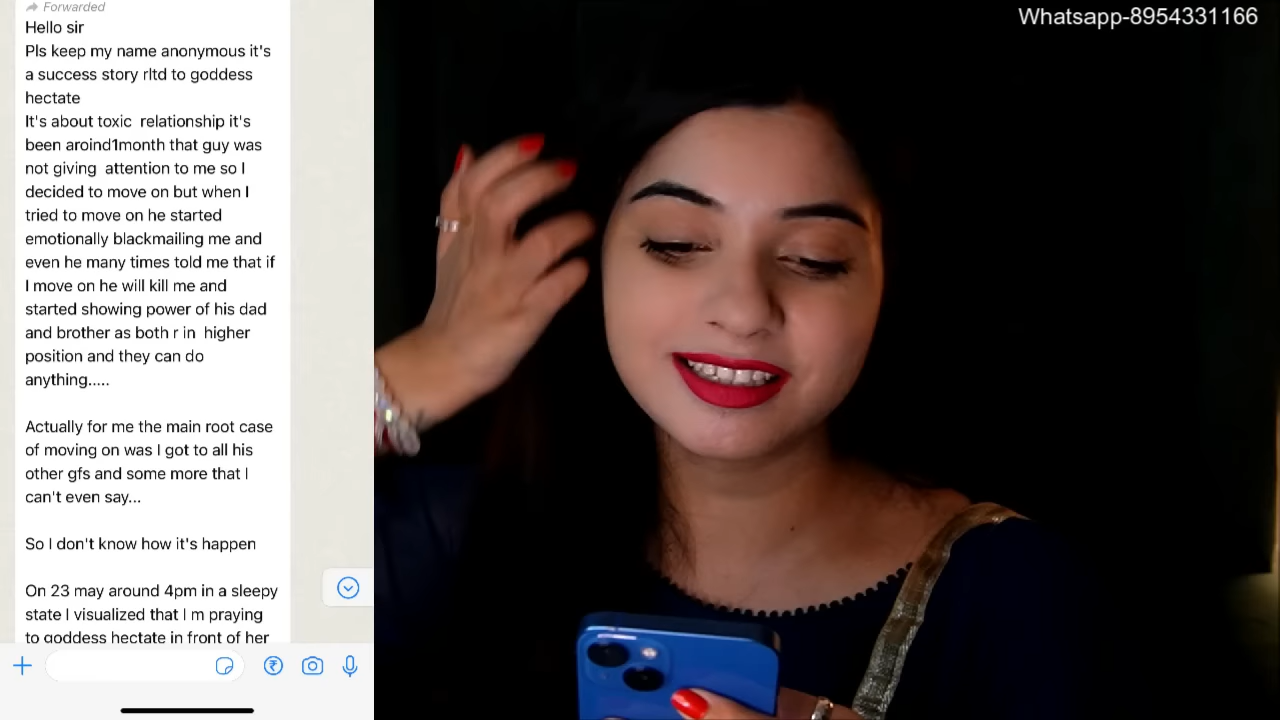 Forwarded
Hello sir
Pls keep my name anonymous it's
a success story rltd to goddess
hectate
It's about toxic relationship it's
been aroind1month that guy was
not giving attention to me so I
decided to move on but when I
tried to move on he started
emotionally blackmailing me and
even he many times told me that if
I move on he will kill me and
started showing power of his dad
and brother as both r in higher
position and they can do
anything.....
Actually for me the main root case
of moving on was I got to all his
other gfs and some more that I
can't even say...
So I don't know how it's happen
On 23 may around 4pm in a sleepy
state I visualized that I m praying
to goddess hectate in front of her
Whatsapp-8954331166